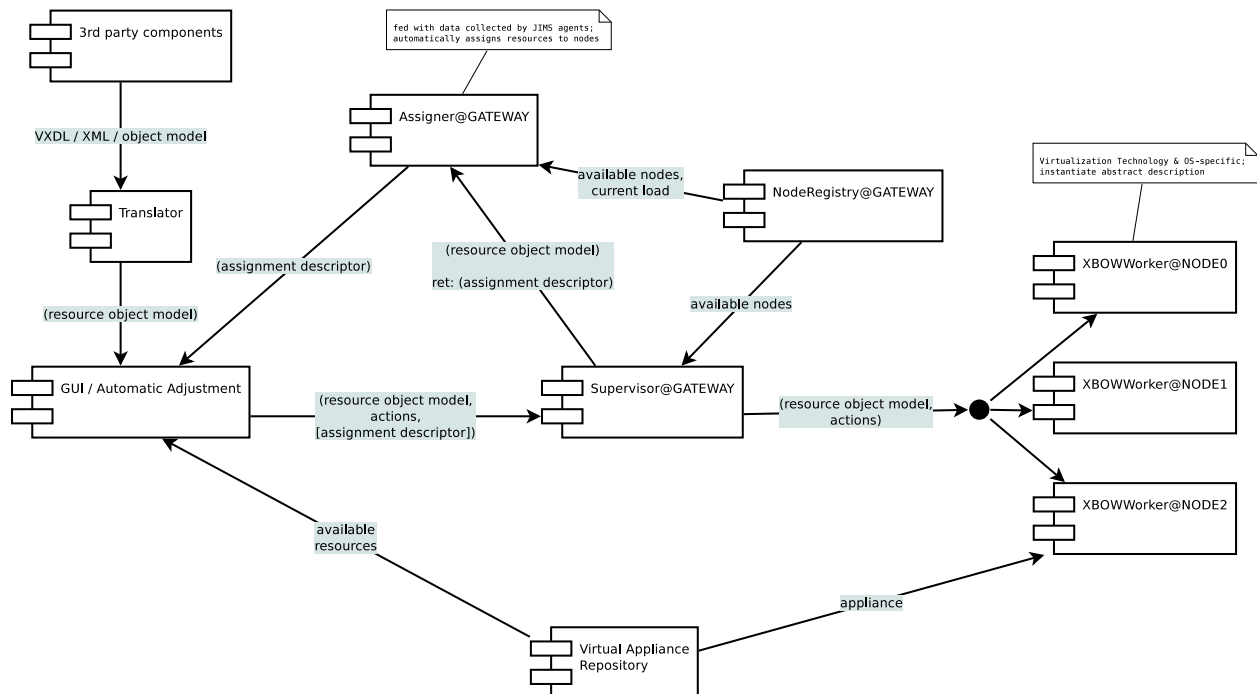 3rd party components
fed with data collected by JIMS agents;
automatically assigns resources to nodes
Assigner@GATEWAY
VXDL / XML / object model
Virtualization Technology & OS-specific;
instantiate abstract description
available nodes,
current load
NodeRegistry@GATEWAY
Translator
(resource object model)
ret: (assignment descriptor)
(assignment descriptor)
XBOWWorker@NODE0
available nodes
(resource object model)
GUI / Automatic Adjustment
Supervisor@GATEWAY
XBOWWorker@NODE1
(resource object model,
actions,
[assignment descriptor])
(resource object model,
actions)
XBOWWorker@NODE2
available
resources
appliance
Virtual Appliance
Repository